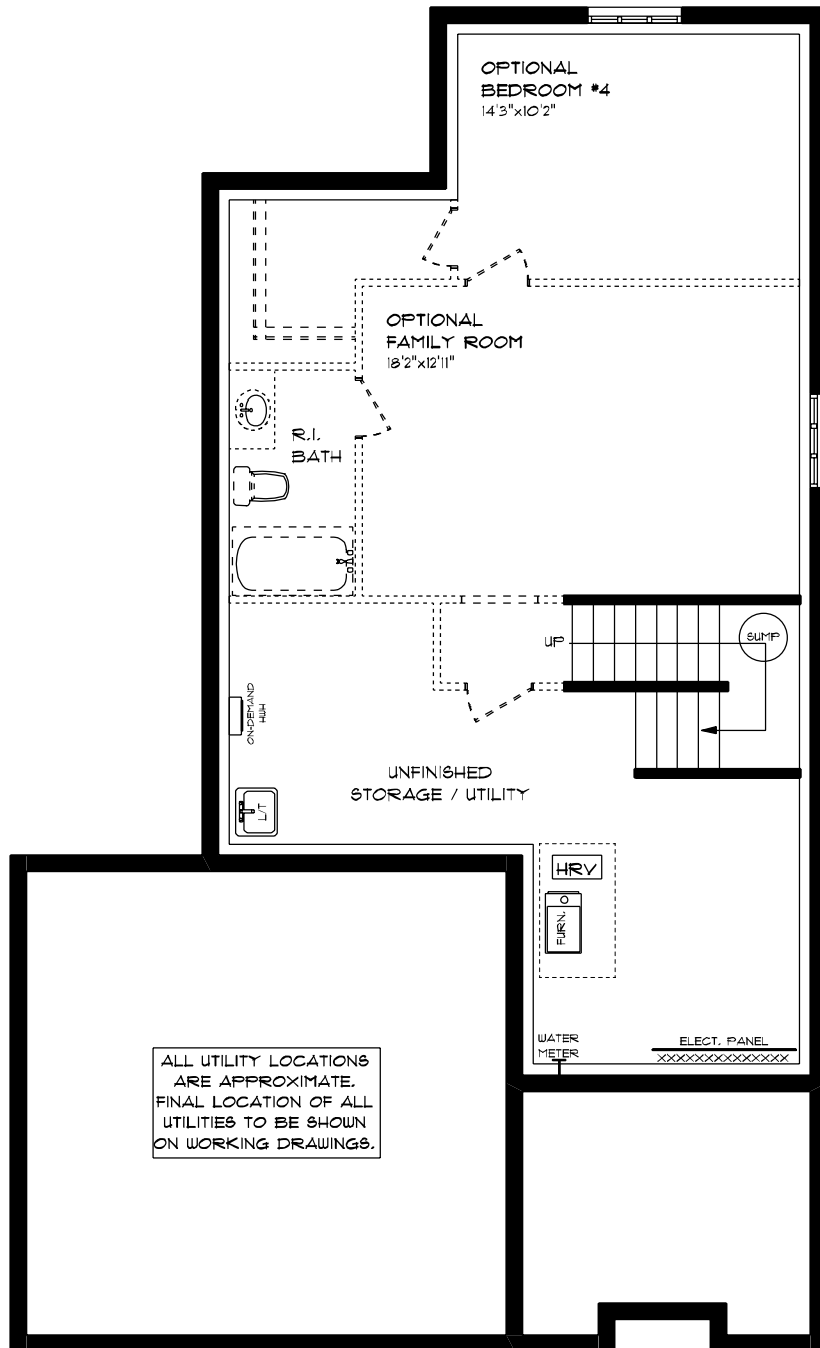 OPTIONAL
BEDROOM #4
14'3"x10'2"
OPTIONAL
FAMILY ROOM
18'2"x12'11"
R.I.
BATH
UP
SUMP
ON-DEMAND
HWH
UNFINISHED
STORAGE / UTILITY
L/T
HRV
FURN.
WATER
METER
ELECT. PANEL
ALL UTILITY LOCATIONS
ARE APPROXIMATE.
FINAL LOCATION OF ALL
UTILITIES TO BE SHOWN
ON WORKING DRAWINGS.